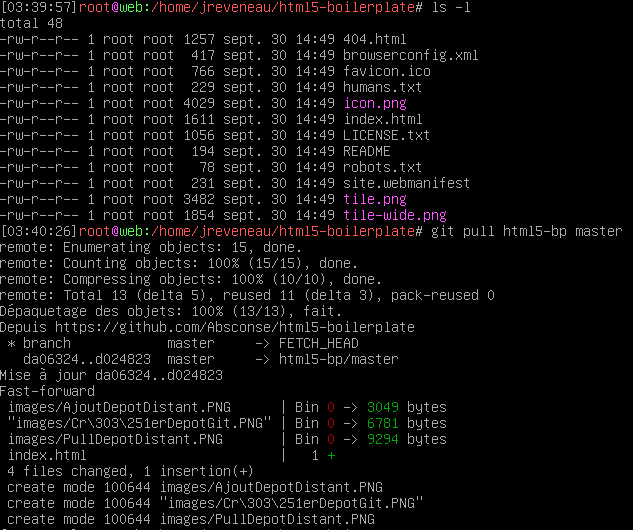 [03:39:57]root@web:/home/jreveneau/html5-boilerplate# ls -l
total 48
-rw-r--r-- 1 root root 1257 sept. 30 14:49 404.html
-rw-r--r-- 1 root root  417 sept. 30 14:49 browserconfig.xml
-rw-r--r-- 1 root root  766 sept. 30 14:49 favicon.ico
-rw-r--r-- 1 root root  229 sept. 30 14:49 humans.txt
-rw-r--r-- 1 root root 4029 sept. 30 14:49 icon.png
-rw-r--r-- 1 root root 1611 sept. 30 14:49 index.html
-rw-r--r-- 1 root root 1056 sept. 30 14:49 LICENSE.txt
-rw-r--r-- 1 root root  194 sept. 30 14:49 README
-rw-r--r-- 1 root root   78 sept. 30 14:49 robots.txt
-rw-r--r-- 1 root root  231 sept. 30 14:49 site.webmanifest
-rw-r--r-- 1 root root 3482 sept. 30 14:49 tile.png
-rw-r--r-- 1 root root 1854 sept. 30 14:49 tile-wide.png
[03:40:26]root@web:/home/jreveneau/html5-boilerplate# git pull html5-bp master
remote: Enumerating objects: 15, done.
remote: Counting objects: 100% (15/15), done.
remote: Compressing objects: 100% (10/10), done.
remote: Total 13 (delta 5), reused 11 (delta 3), pack-reused 0
Dépaquetage des objets: 100% (13/13), fait.
Depuis https://github.com/Absconse/html5-boilerplate
 * branch            master     -> FETCH_HEAD
   da06324..d024823  master     -> html5-bp/master
Mise à jour da06324..d024823
Fast-forward
 images/AjoutDepotDistant.PNG      | Bin 0 -> 3049 bytes
 "images/Cr\303\251erDepotGit.PNG" | Bin 0 -> 6781 bytes
 images/PullDepotDistant.PNG       | Bin 0 -> 9294 bytes
 index.html                        |   1 +
 4 files changed, 1 insertion(+)
 create mode 100644 images/AjoutDepotDistant.PNG
 create mode 100644 "images/Cr\303\251erDepotGit.PNG"
 create mode 100644 images/PullDepotDistant.PNG